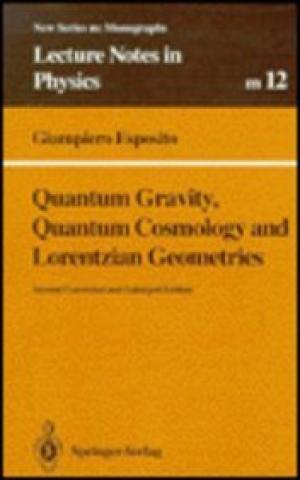 New Series m: Monographs
Lecture Notes in
Physics
m 12
Giampiero Esposito
Quantum Gravity,
Quantum Cosmology and
Lorentzian Geometries
Second Corrected and Enlarged Edition
Springer-Verlag